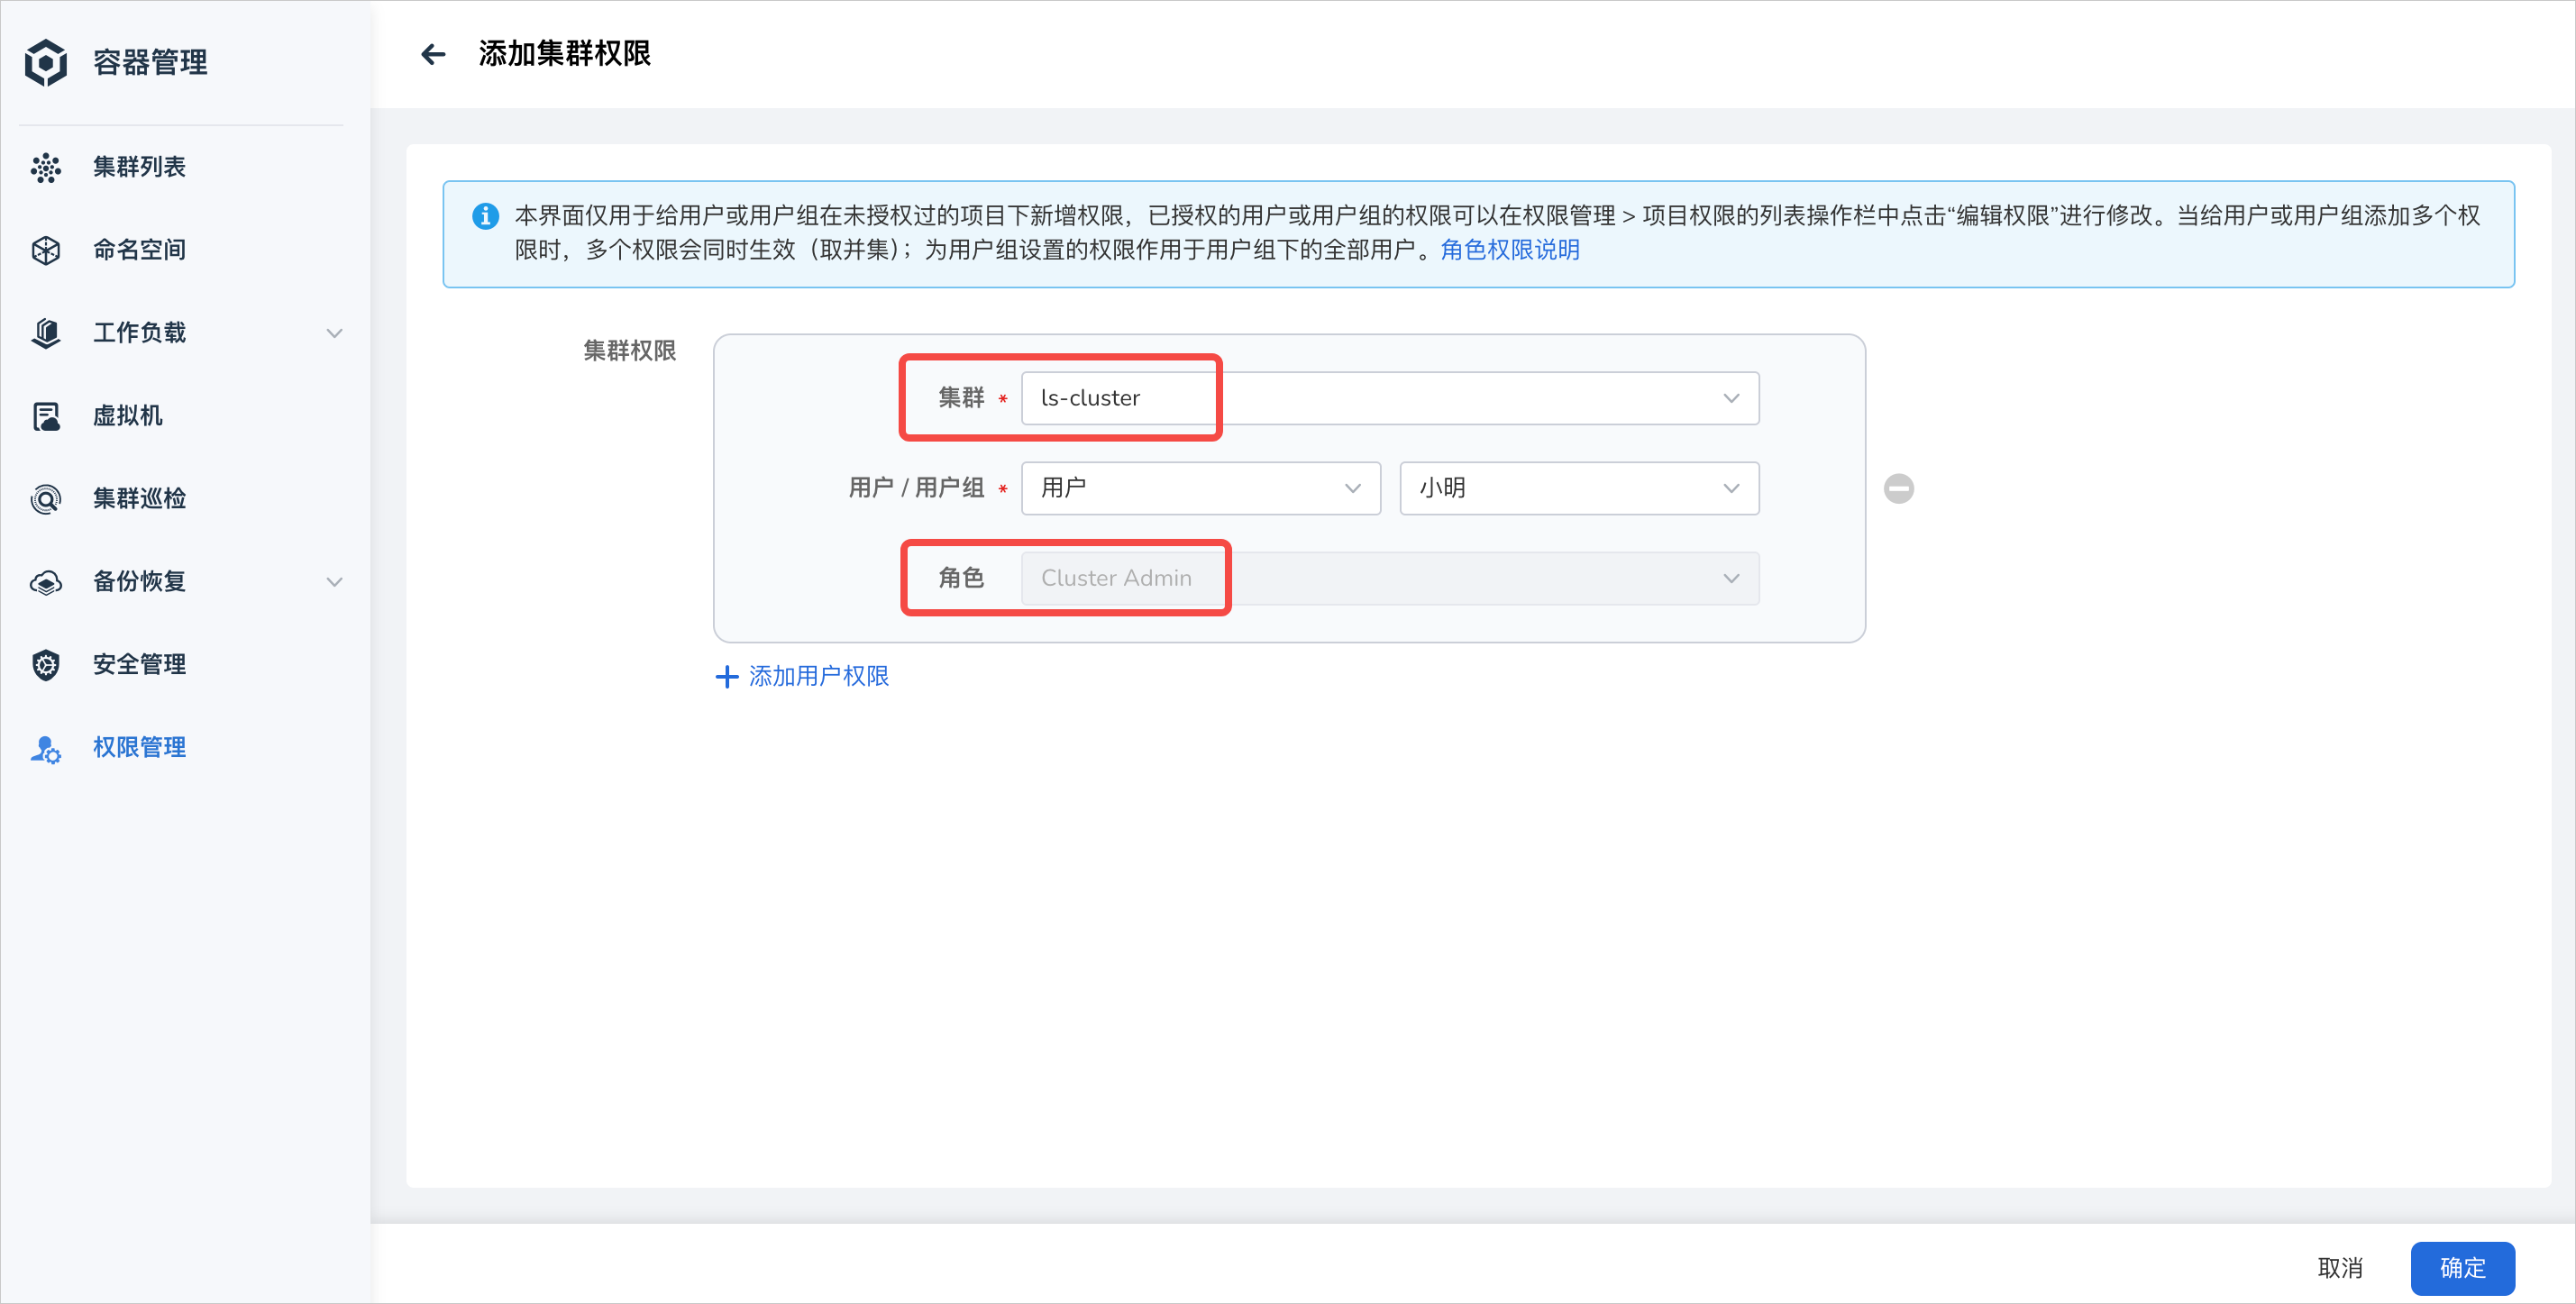 容器管理
集群列表
命名空间
工作负载
虚拟机
集群巡检
备份恢复
安全管理
权限管理
添加集群权限
本界面仅用于给用户或用户组在未授权过的项目下新增权限，已授权的用户或用户组的权限可以在权限管理 > 项目权限的列表操作栏中点击“编辑权限”进行修改。当给用户或用户组添加多个权
限时，多个权限会同时生效（取并集）；为用户组设置的权限作用于用户组下的全部用户。角色权限说明
集群权限
集群 * ls-cluster
用户 / 用户组 * 用户 小明
角色 Cluster Admin
添加用户权限
取消 确定